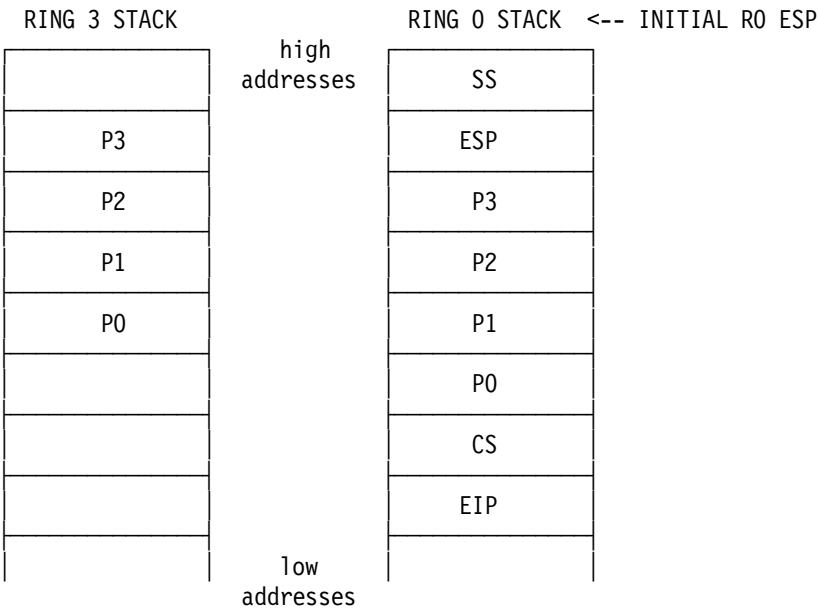 RING 3 STACK RING 0 STACK <-- INITIAL RO ESP
high
addresses SS
P3 ESP
P2 P3
P1 P2
P0 P1
P0
CS
EIP
low
addresses